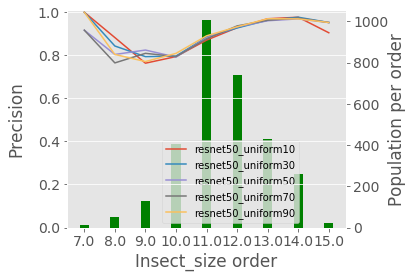 1.0
0.8
0.6
0.4
0.2
0.0
Precision
1000
800
600
400
200
0
Population per order
resnet50_uniform10
resnet50_uniform30
resnet50_uniform50
resnet50_uniform70
resnet50_uniform90
7.0 8.0 9.0 10.0 11.0 12.0 13.0 14.0 15.0
Insect_size order